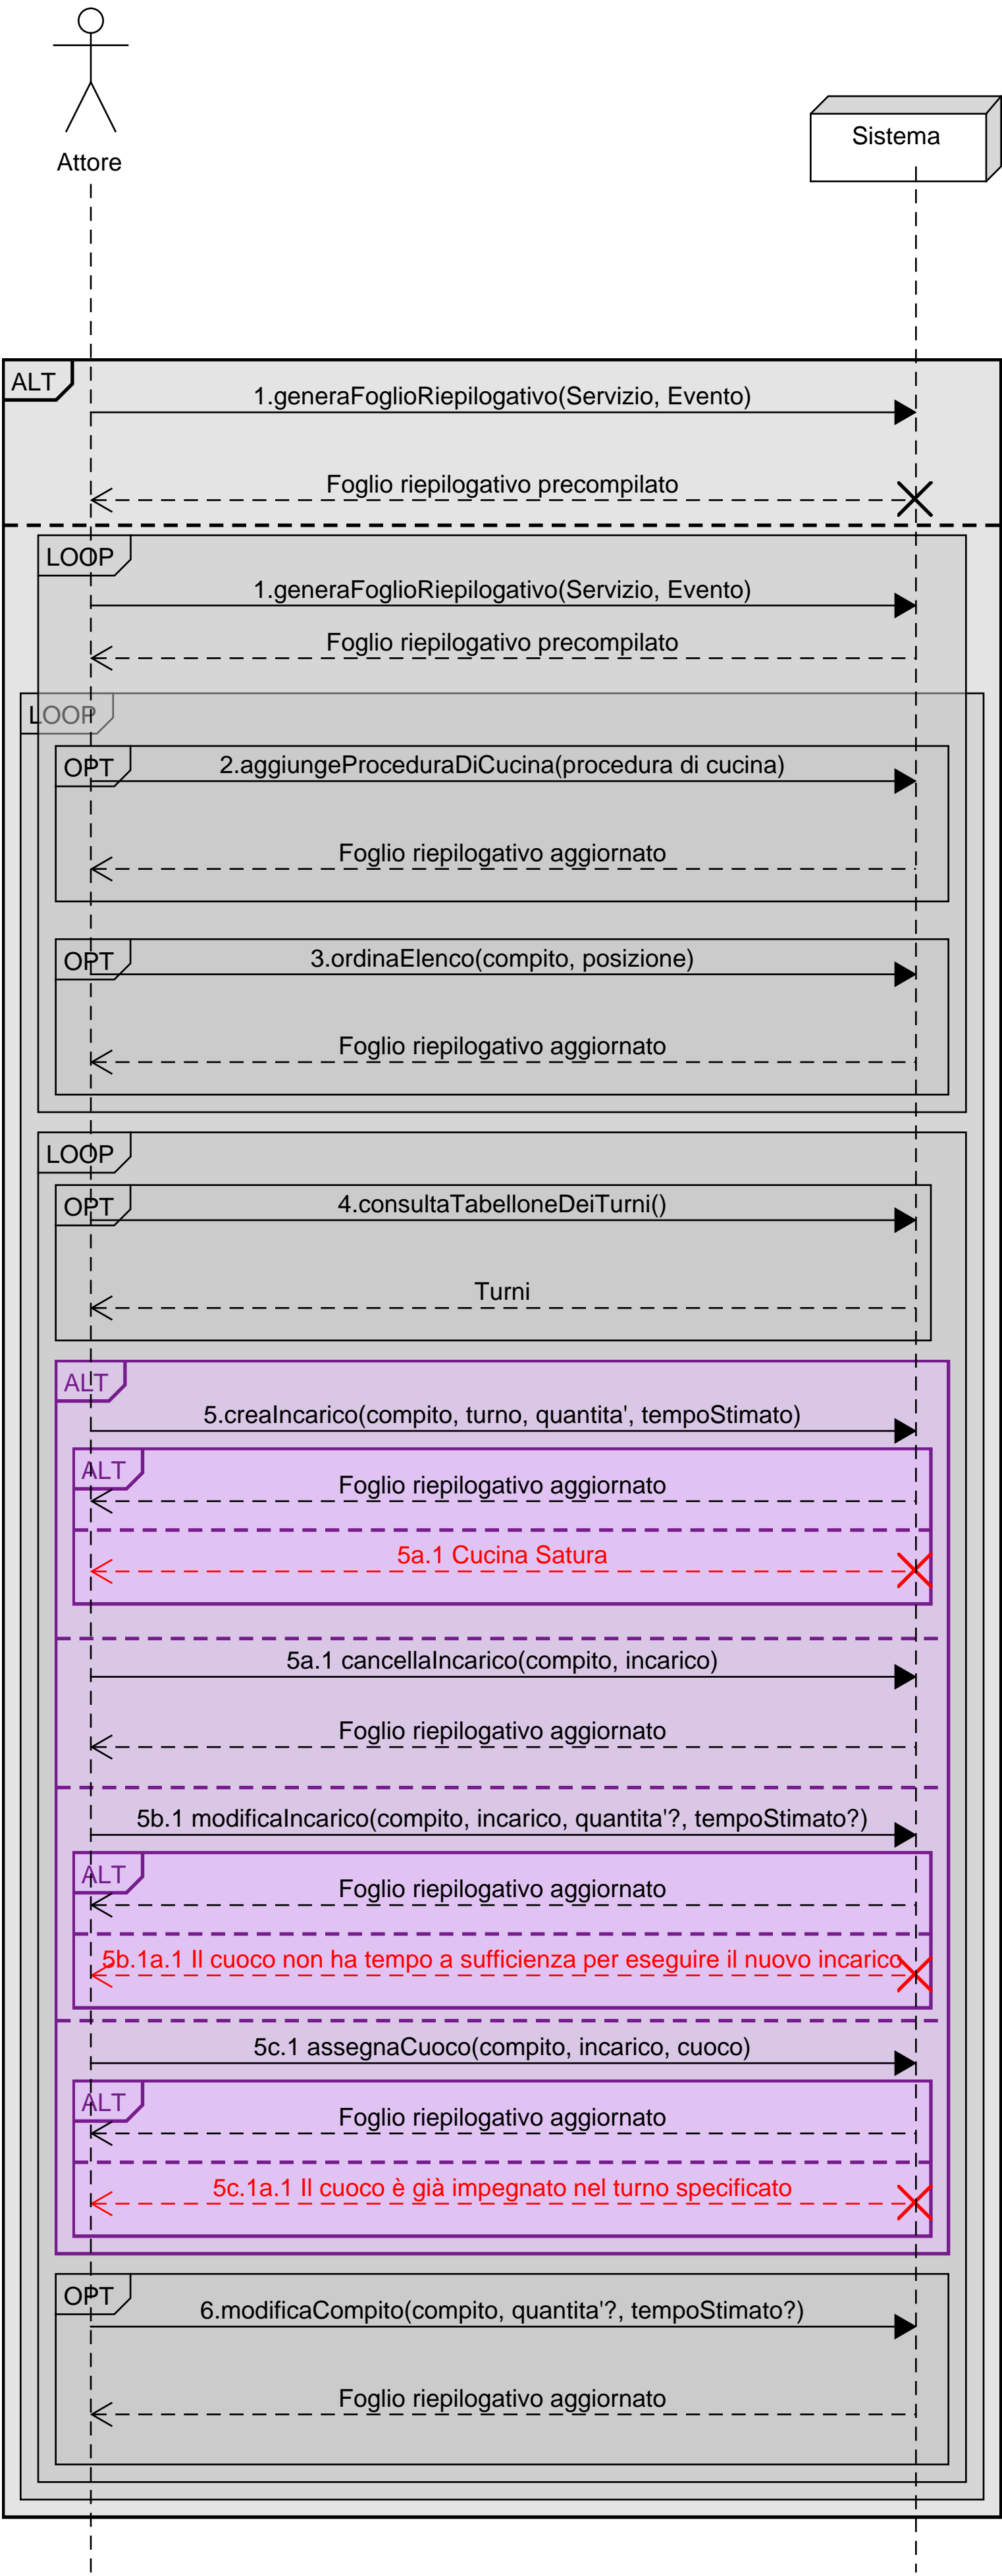 Attore
Sistema
ALT
1.generaFoglioRiepilogativo(Servizio, Evento)
Foglio riepilogativo precompilato
LOOP
1.generaFoglioRiepilogativo(Servizio, Evento)
Foglio riepilogativo precompilato
LOOP
OPT
2.aggiungeProceduraDiCucina(procedura di cucina)
Foglio riepilogativo aggiornato
OPT
3.ordinaElenco(compito, posizione)
Foglio riepilogativo aggiornato
LOOP
OPT
4.consultaTabelloneDeiTurni()
Turni
ALT
5.creaIncarico(compito, turno, quantita', tempoStimato)
ALT
Foglio riepilogativo aggiornato
5a.1 Cucina Satura
5a.1 cancellaIncarico(compito, incarico)
Foglio riepilogativo aggiornato
5b.1 modificaIncarico(compito, incarico, quantita'?, tempoStimato?)
ALT
Foglio riepilogativo aggiornato
5b.1a.1 Il cuoco non ha tempo a sufficienza per eseguire il nuovo incarico
5c.1 assegnaCuoco(compito, incarico, cuoco)
ALT
Foglio riepilogativo aggiornato
5c.1a.1 Il cuoco è già impegnato nel turno specificato
OPT
6.modificaCompito(compito, quantita'?, tempoStimato?)
Foglio riepilogativo aggiornato